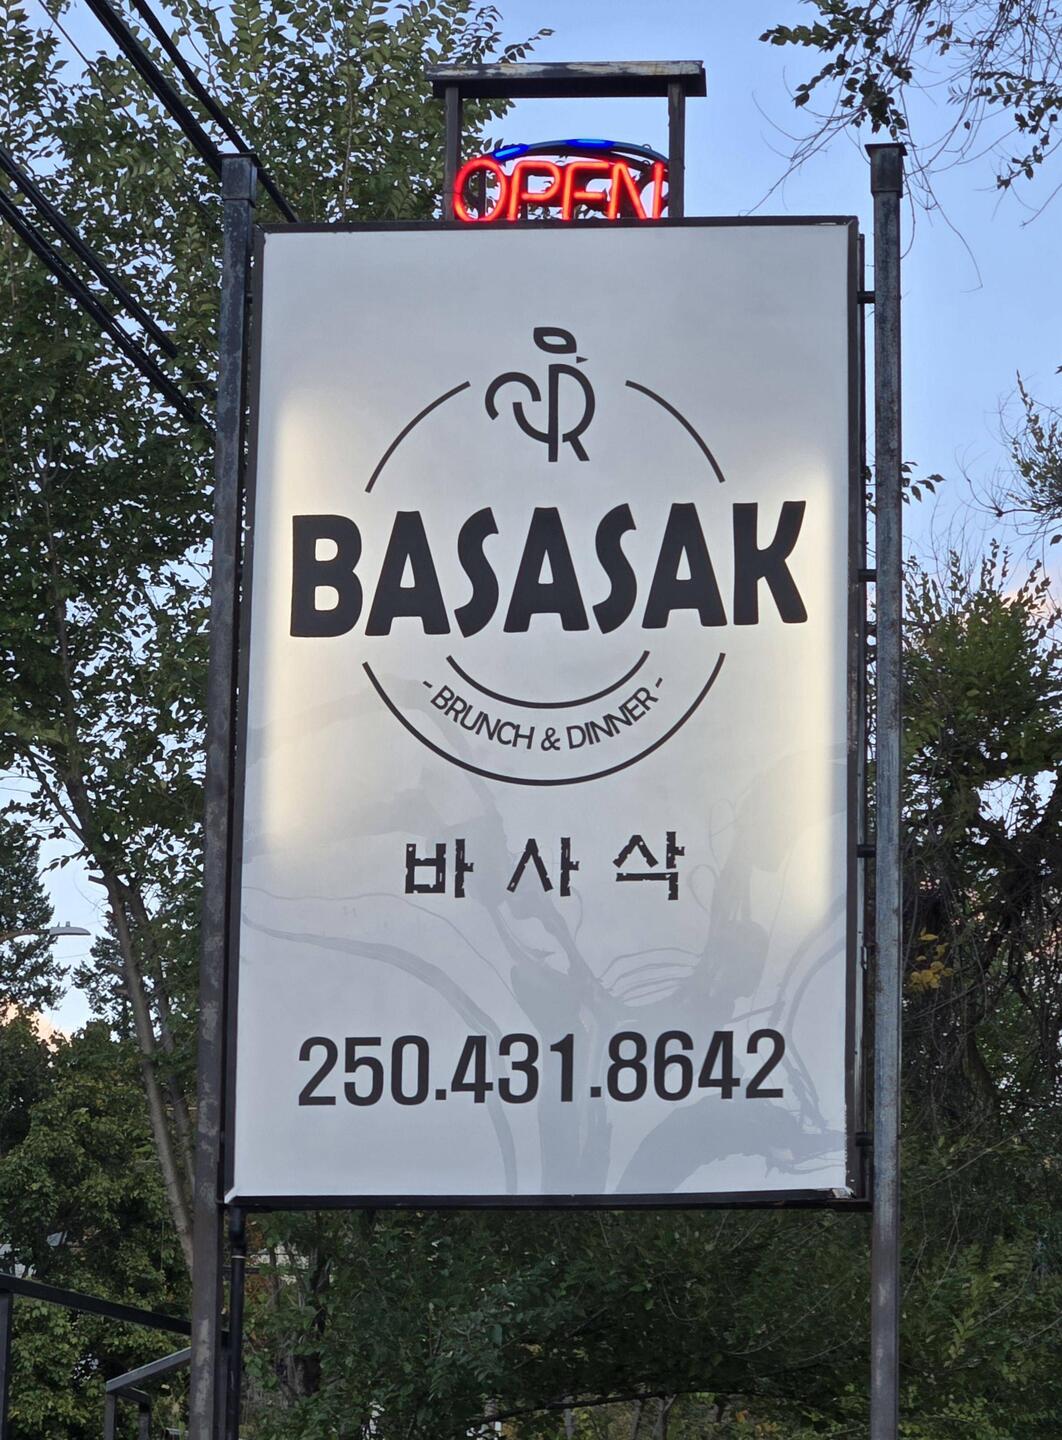 OPEN
BASASAK
- BRUNCH & DINNER -
바사삭
250.431.8642